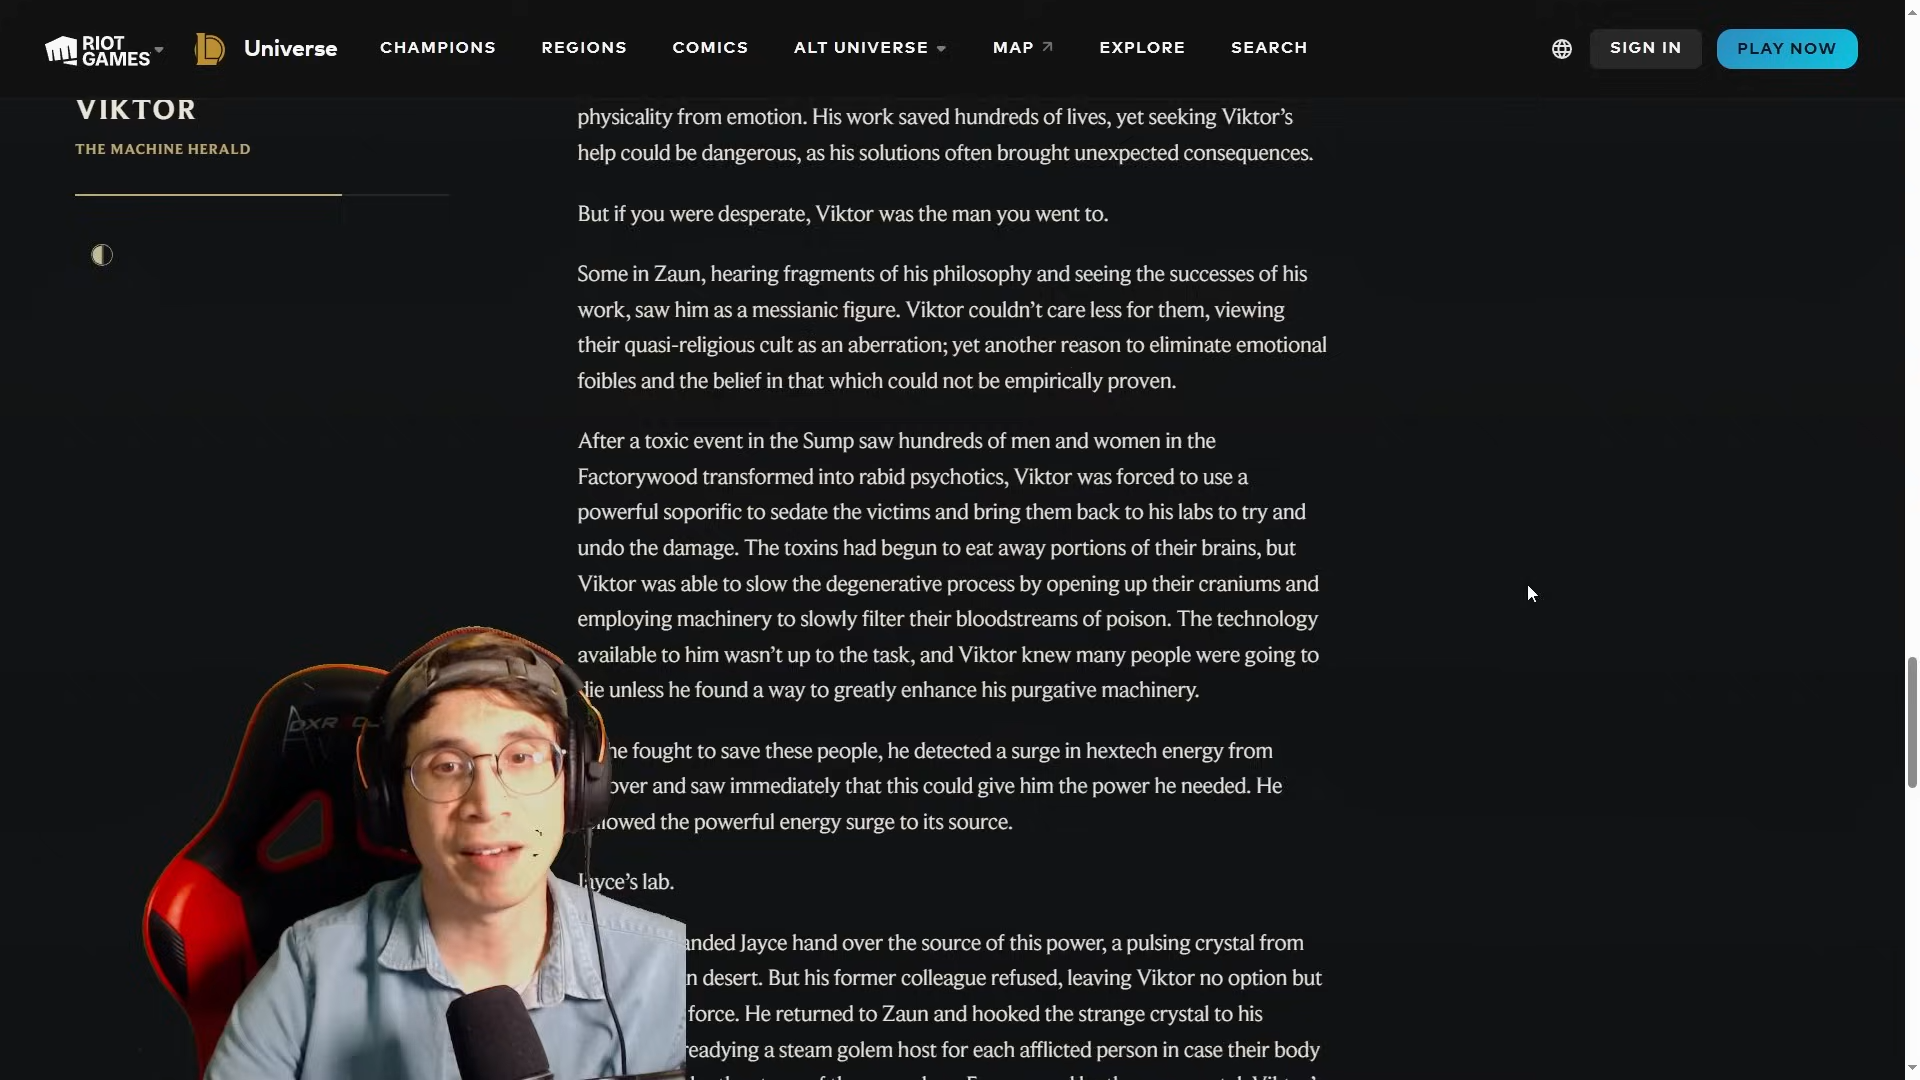 RIOT GAMES
Universe
CHAMPIONS
REGIONS
COMICS
ALT UNIVERSE
MAP
EXPLORE
SEARCH
SIGN IN
PLAY NOW
VIKTOR
THE MACHINE HERALD
physicality from emotion. His work saved hundreds of lives, yet seeking Viktor’s
help could be dangerous, as his solutions often brought unexpected consequences.
But if you were desperate, Viktor was the man you went to.
Some in Zaun, hearing fragments of his philosophy and seeing the successes of his
work, saw him as a messianic figure. Viktor couldn’t care less for them, viewing
their quasi-religious cult as an aberration; yet another reason to eliminate emotional
foibles and the belief in that which could not be empirically proven.
After a toxic event in the Sump saw hundreds of men and women in the
Factorywood transformed into rabid psychotics, Viktor was forced to use a
powerful soporific to sedate the victims and bring them back to his labs to try and
undo the damage. The toxins had begun to eat away portions of their brains, but
Viktor was able to slow the degenerative process by opening up their craniums and
employing machinery to slowly filter their bloodstreams of poison. The technology
available to him wasn’t up to the task, and Viktor knew many people were going to
die unless he found a way to greatly enhance his purgative machinery.
he fought to save these people, he detected a surge in hextech energy from
over and saw immediately that this could give him the power he needed. He
lowed the powerful energy surge to its source.
Jayce’s lab.
anded Jayce hand over the source of this power, a pulsing crystal from
n desert. But his former colleague refused, leaving Viktor no option but
force. He returned to Zaun and hooked the strange crystal to his
readying a steam golem host for each afflicted person in case their body